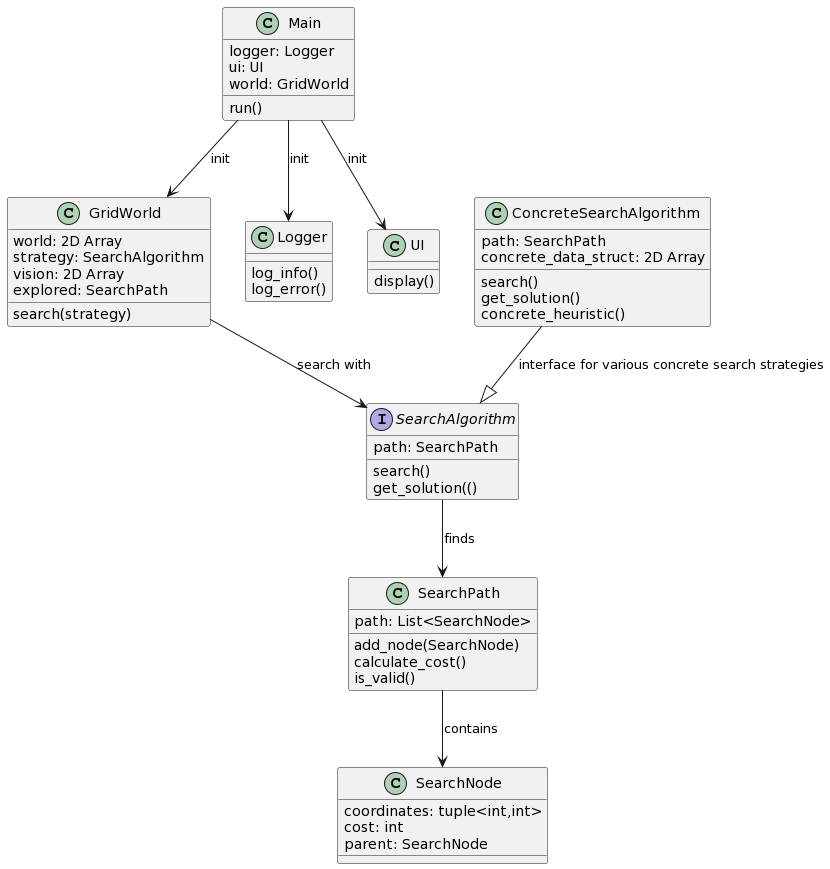 C Main
logger: Logger
ui: UI
world: GridWorld
run()
init
init
init
C GridWorld
world: 2D Array
strategy: SearchAlgorithm
vision: 2D Array
explored: SearchPath
search(strategy)
C Logger
log_info()
log_error()
C UI
display()
C ConcreteSearchAlgorithm
path: SearchPath
concrete_data_struct: 2D Array
search()
get_solution()
concrete_heuristic()
search with
interface for various concrete search strategies
I SearchAlgorithm
path: SearchPath
search()
get_solution(()
finds
C SearchPath
path: List<SearchNode>
add_node(SearchNode)
calculate_cost()
is_valid()
contains
C SearchNode
coordinates: tuple<int,int>
cost: int
parent: SearchNode